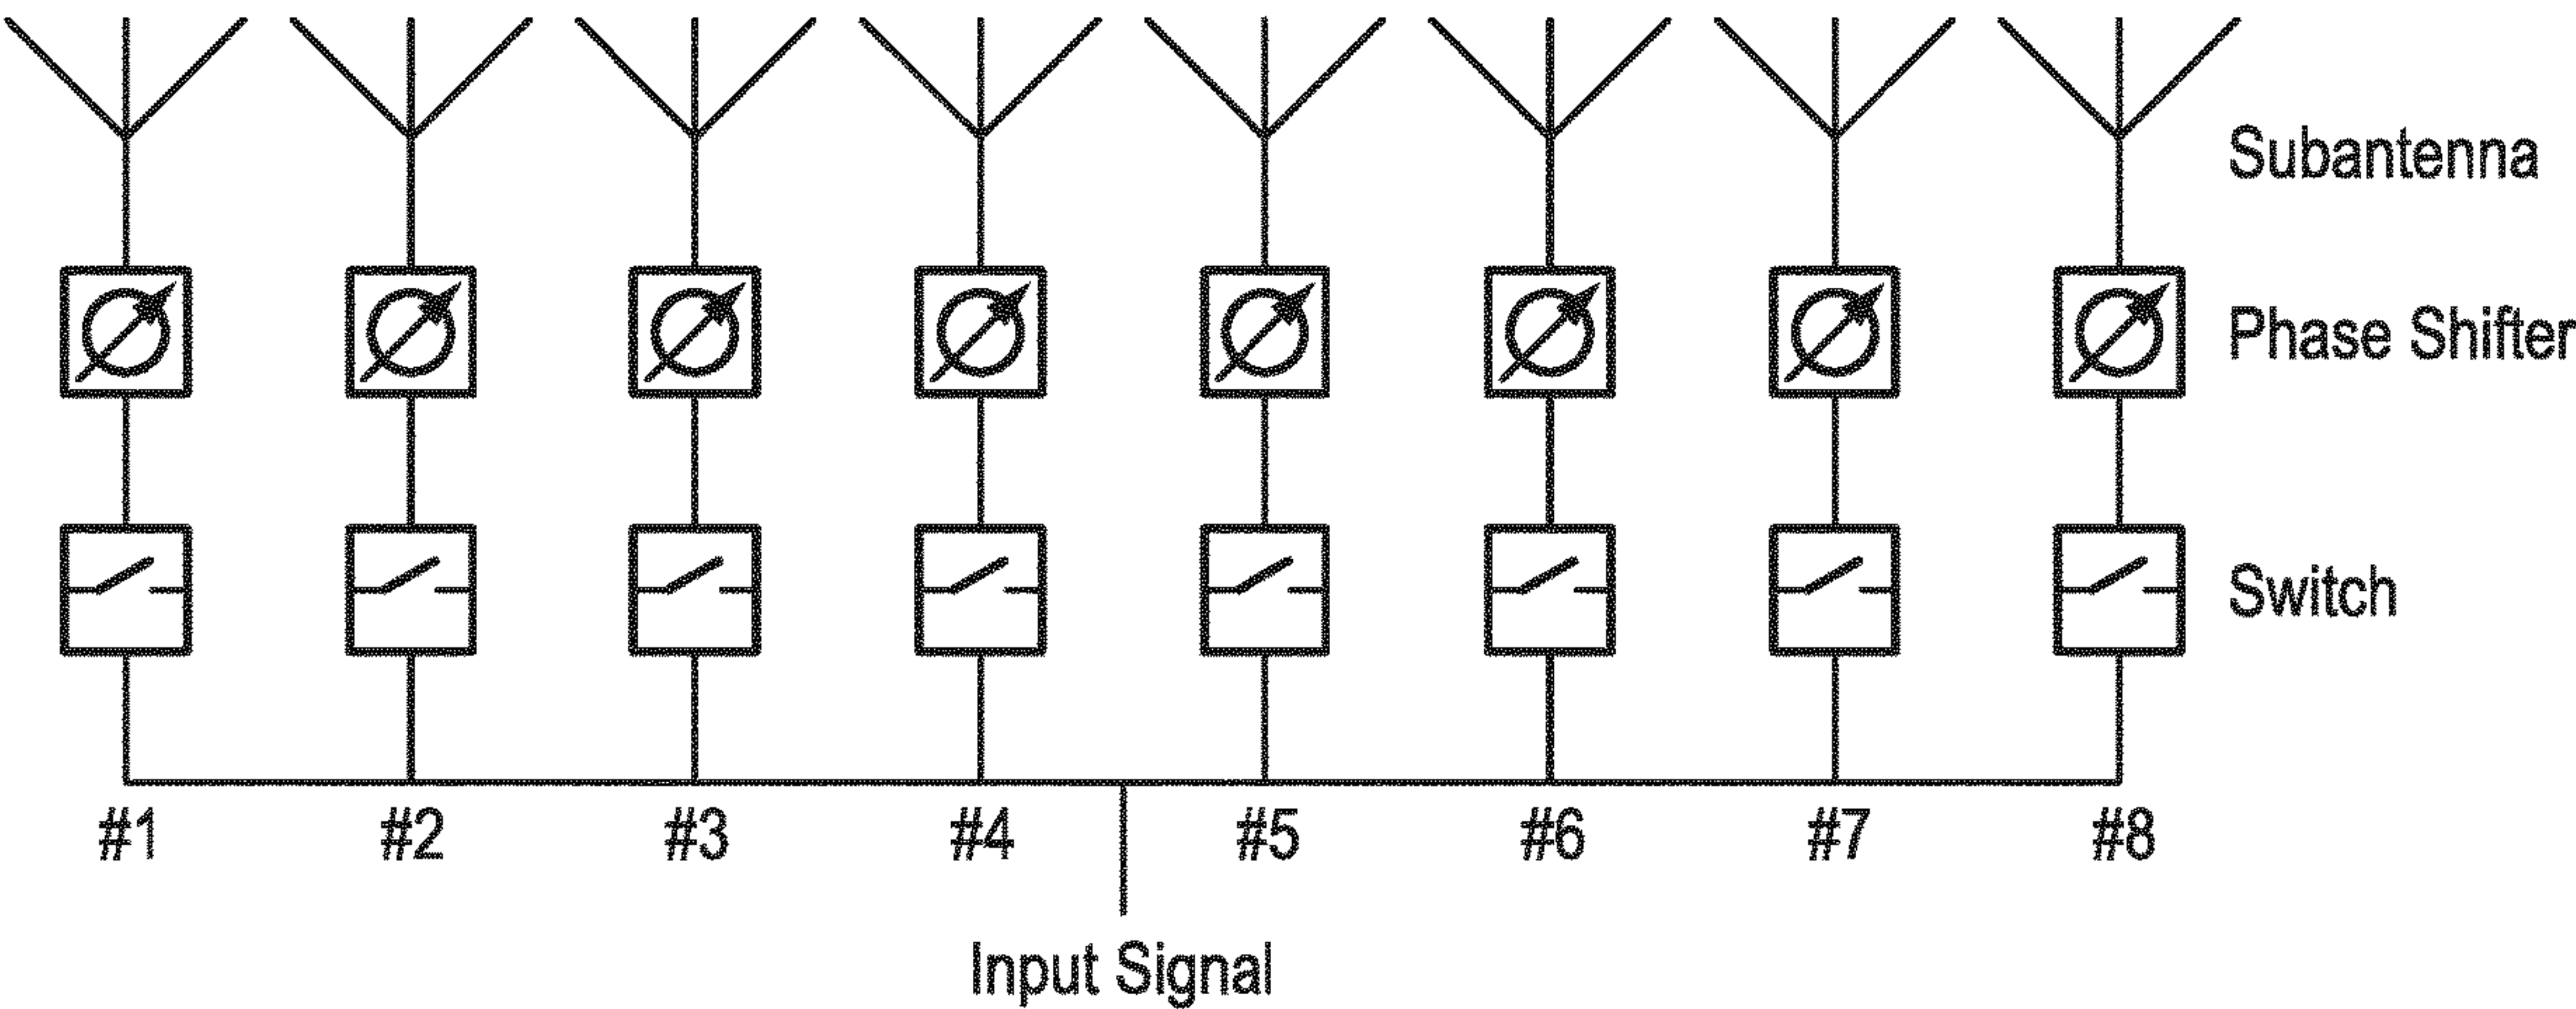 Subantenna
Phase Shifter
Switch
#1 #2 #3 #4 #5 #6 #7 #8
Input Signal